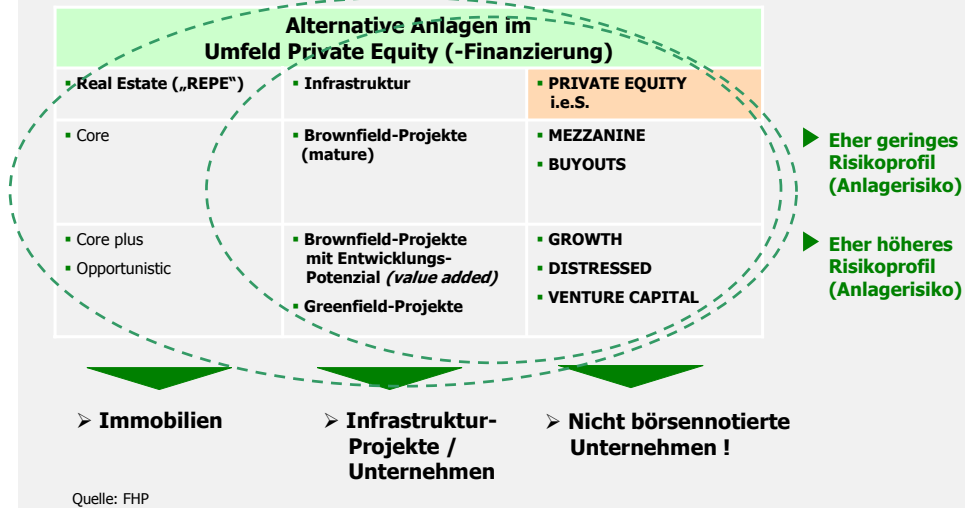 Alternative Anlagen im
Umfeld Private Equity (-Finanzierung)
▪ Real Estate („REPE“)
▪ Infrastruktur
▪ PRIVATE EQUITY
i.e.S.
▪ Core
▪ Brownfield-Projekte
(mature)
▪ MEZZANINE
▪ BUYOUTS
Eher geringes
Risikoprofil
(Anlagerisiko)
▪ Core plus
▪ Opportunistic
▪ Brownfield-Projekte
mit Entwicklungs-
Potenzial (value added)
▪ Greenfield-Projekte
▪ GROWTH
▪ DISTRESSED
▪ VENTURE CAPITAL
Eher höheres
Risikoprofil
(Anlagerisiko)
➢ Immobilien
➢ Infrastruktur-
Projekte /
Unternehmen
➢ Nicht börsennotierte
Unternehmen !
Quelle: FHP